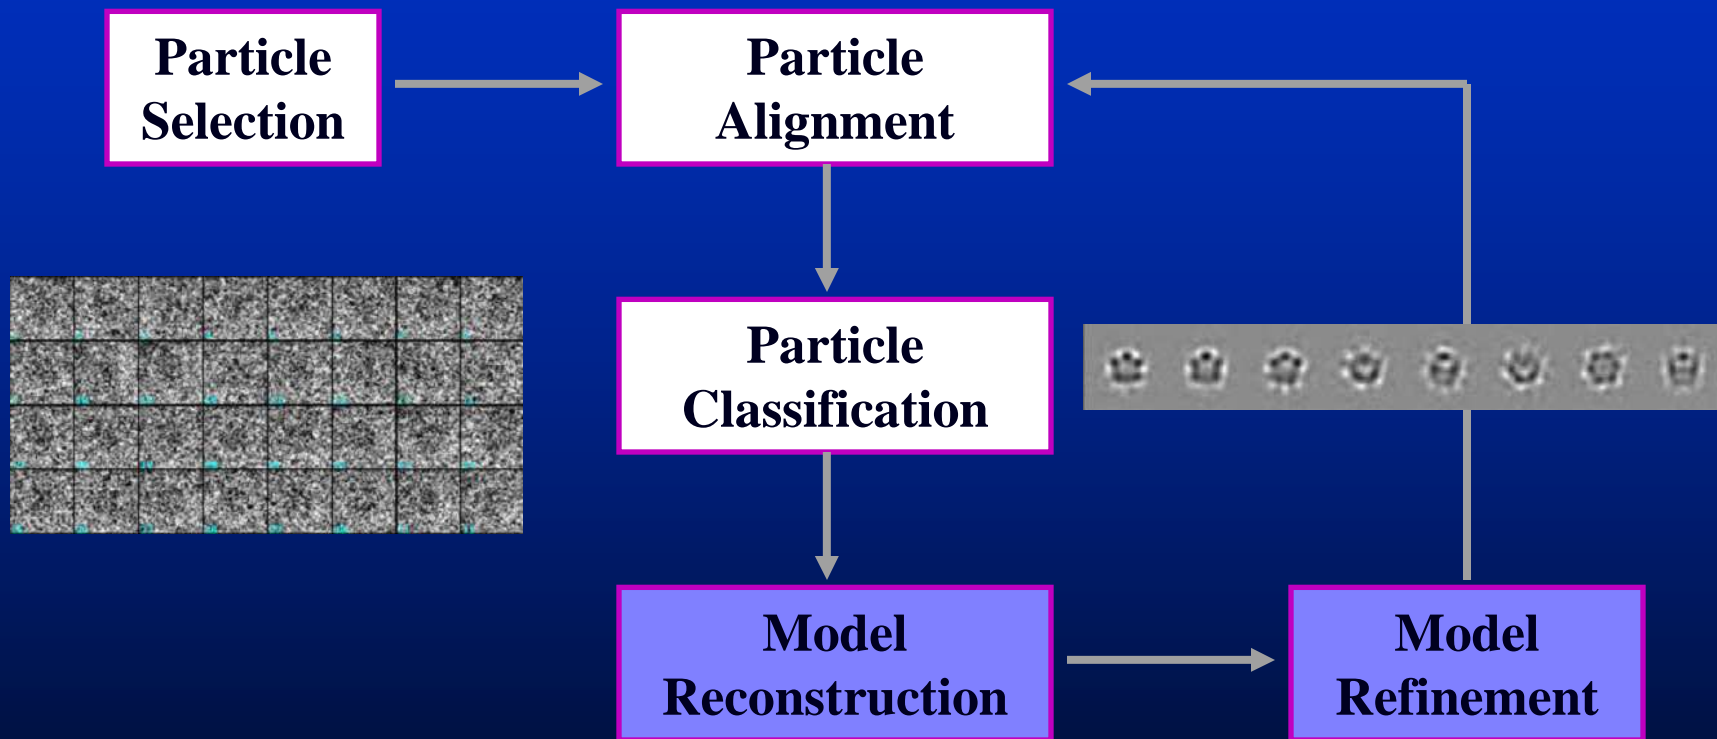 Particle
Selection
Particle
Alignment
Particle
Classification
Model
Reconstruction
Model
Refinement